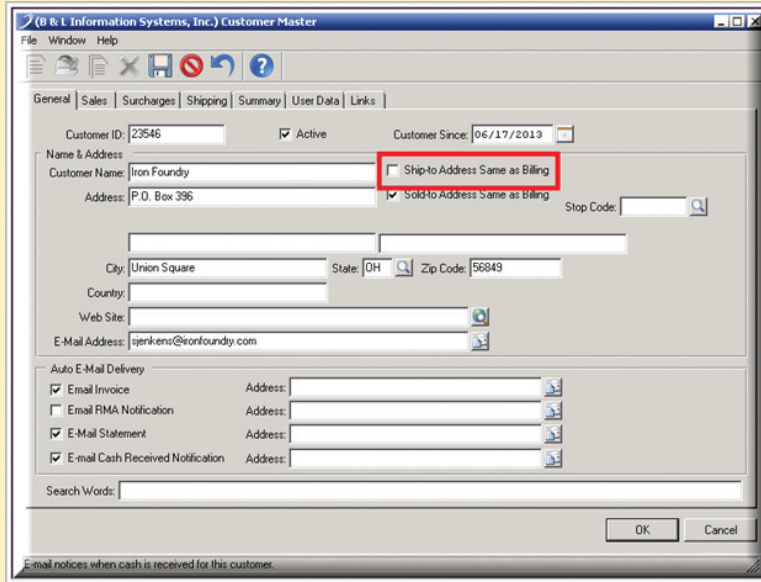 (B & L Information Systems, Inc.) Customer Master
File Window Help
General Sales Surcharges Shipping Summary User Data Links
Customer ID: 23546 Active Customer Since: 06/17/2013
Name & Address
Customer Name: Iron Foundry Ship-to Address Same as Billing
Address: P.O. Box 396 Sold-to Address Same as Billing
Stop Code:
City: Union Square State: OH Zip Code: 56849
Country:
Web Site:
E-Mail Address: sjenkens@ironfoundry.com
Auto E-Mail Delivery
Email Invoice Address:
Email RMA Notification Address:
E-Mail Statement Address:
E-mail Cash Received Notification Address:
Search Words:
OK Cancel
E-mail notices when cash is received for this customer.